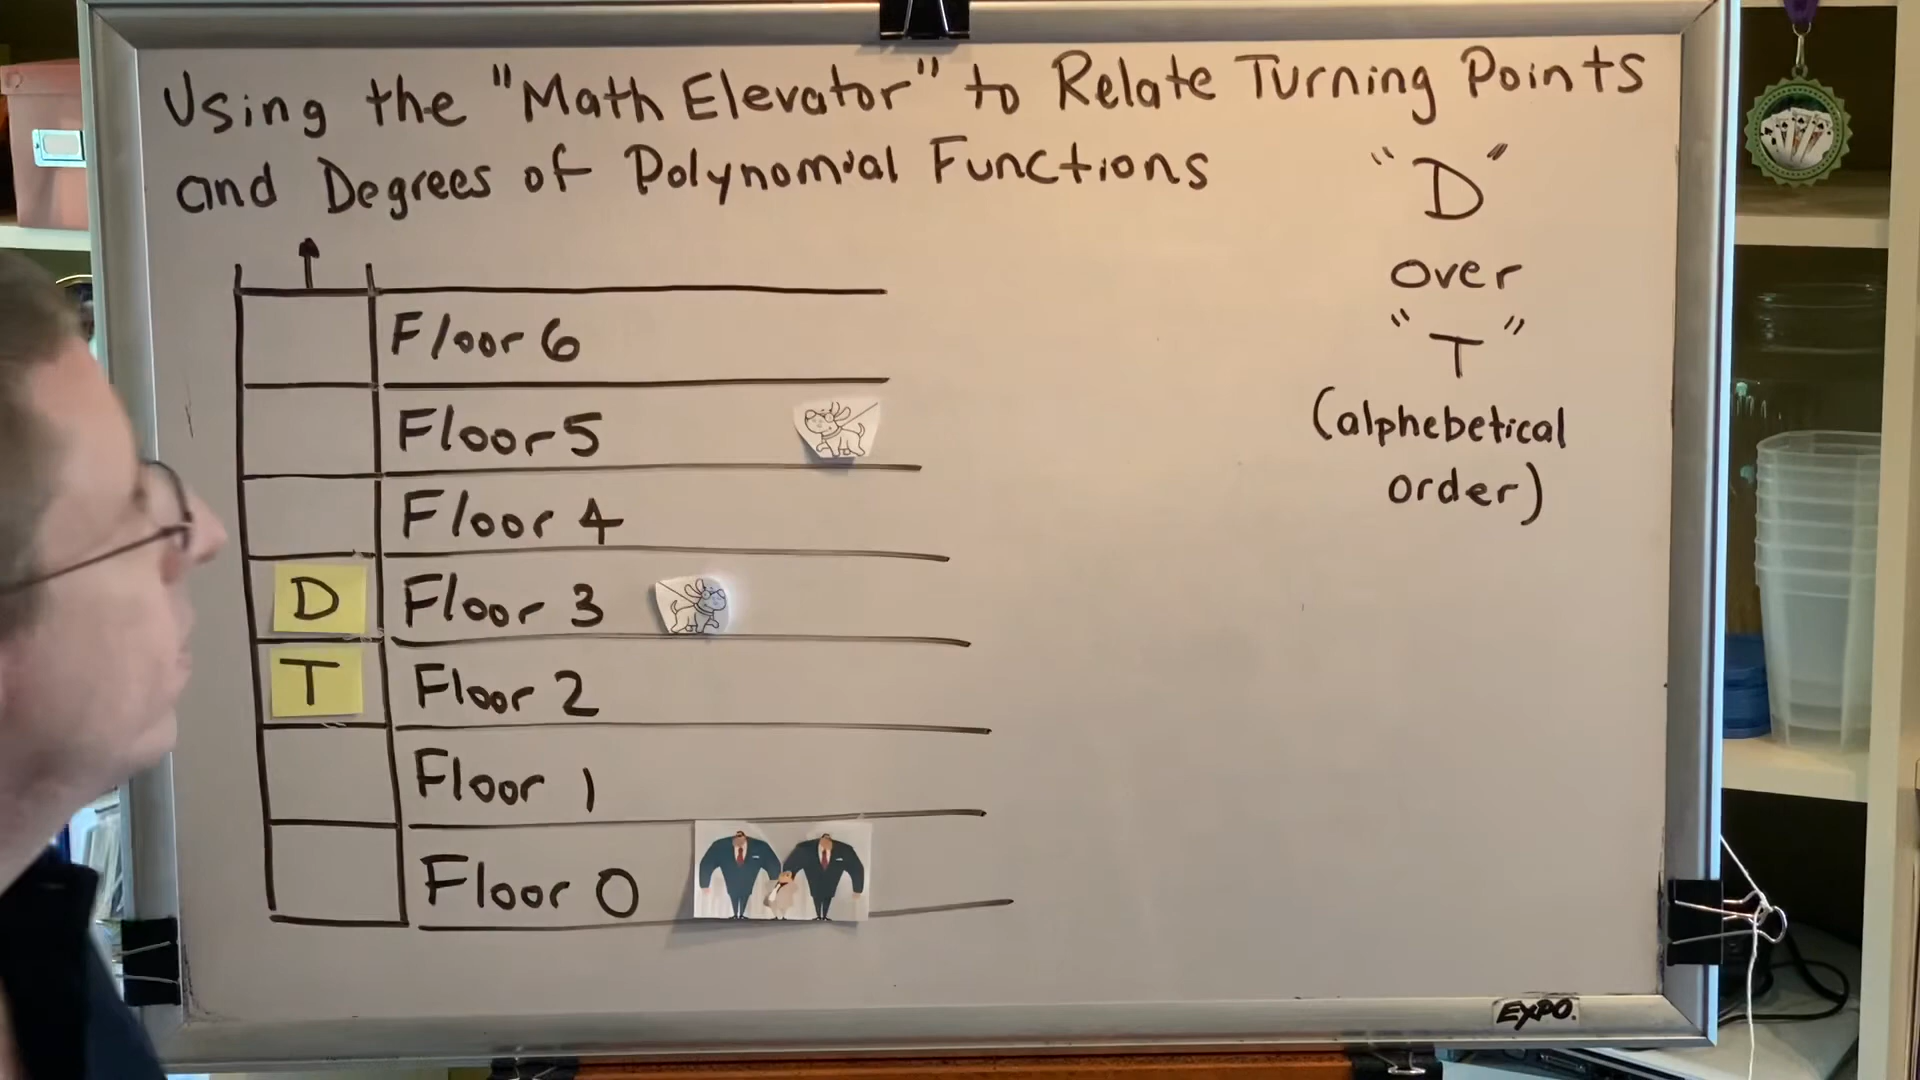 Using the "Math Elevator" to Relate Turning Points
and Degrees of Polynomial Functions
"D"
over
"T"
(alphebetical
order)
Floor 6
Floor 5
Floor 4
D Floor 3
T Floor 2
Floor 1
Floor 0
EXPO.